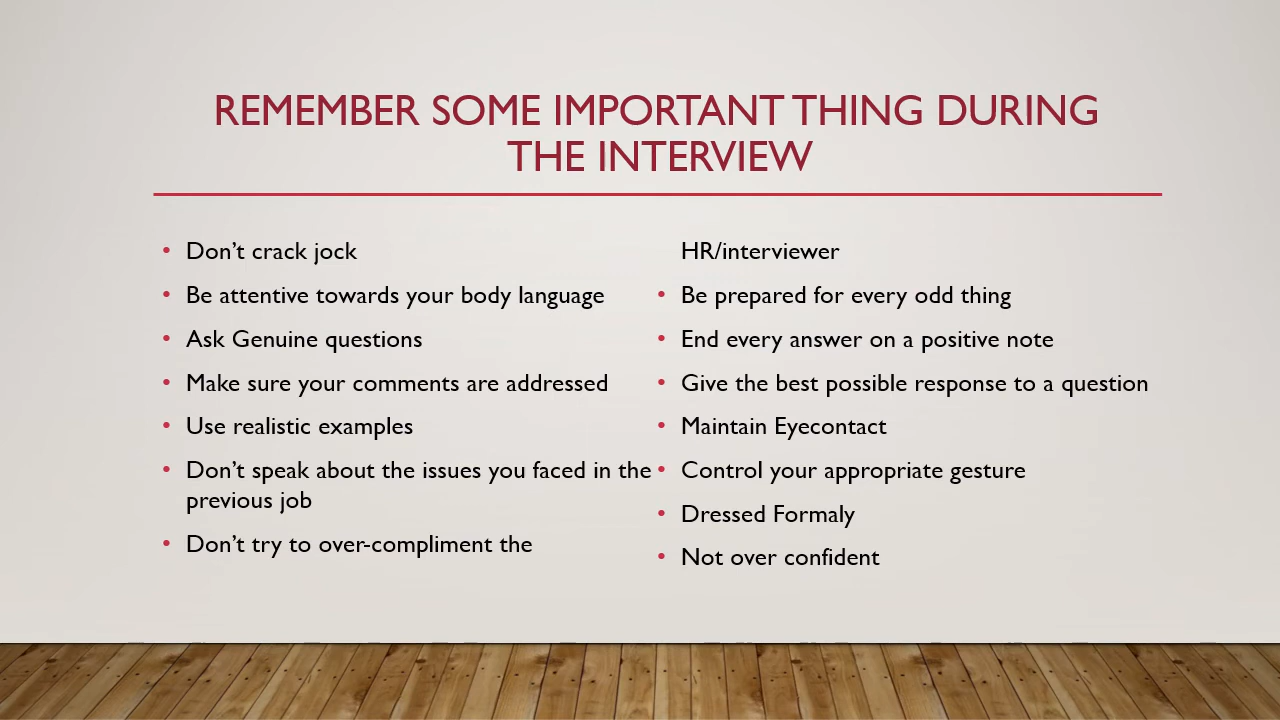 REMEMBER SOME IMPORTANT THING DURING
THE INTERVIEW
• Don’t crack jock
• Be attentive towards your body language
• Ask Genuine questions
• Make sure your comments are addressed
• Use realistic examples
• Don’t speak about the issues you faced in the
previous job
• Don’t try to over-compliment the
HR/interviewer
• Be prepared for every odd thing
• End every answer on a positive note
• Give the best possible response to a question
• Maintain Eyecontact
• Control your appropriate gesture
• Dressed Formaly
• Not over confident